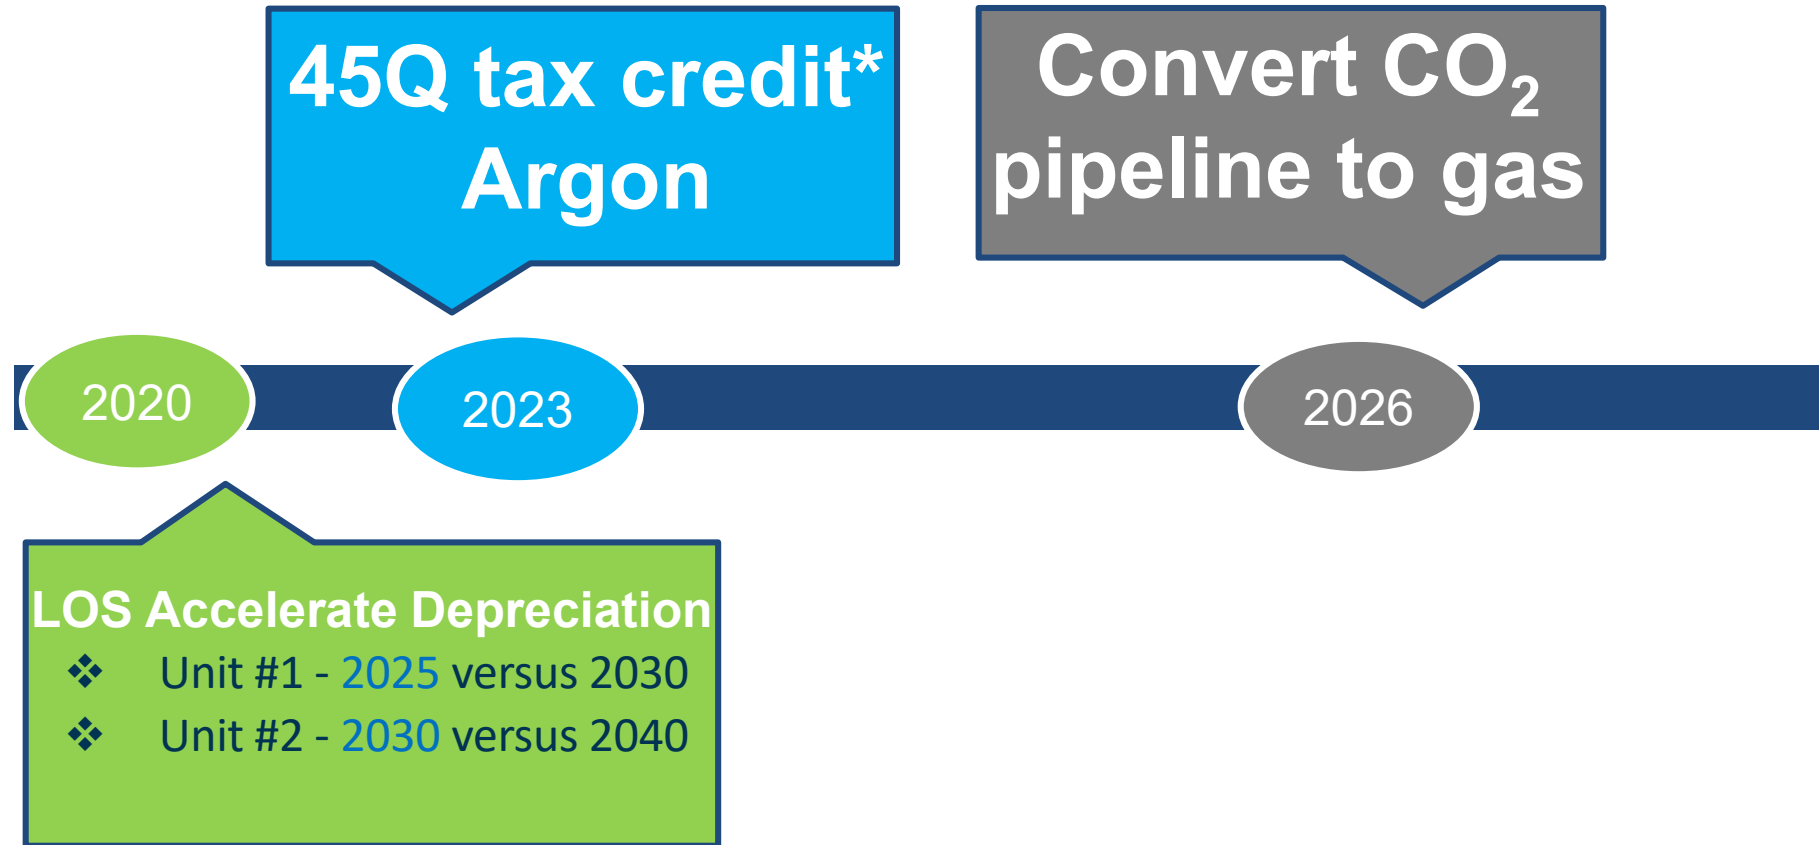 45Q tax credit*
Argon
Convert CO₂
pipeline to gas
2020
2023
2026
LOS Accelerate Depreciation
❖ Unit #1 - 2025 versus 2030
❖ Unit #2 - 2030 versus 2040